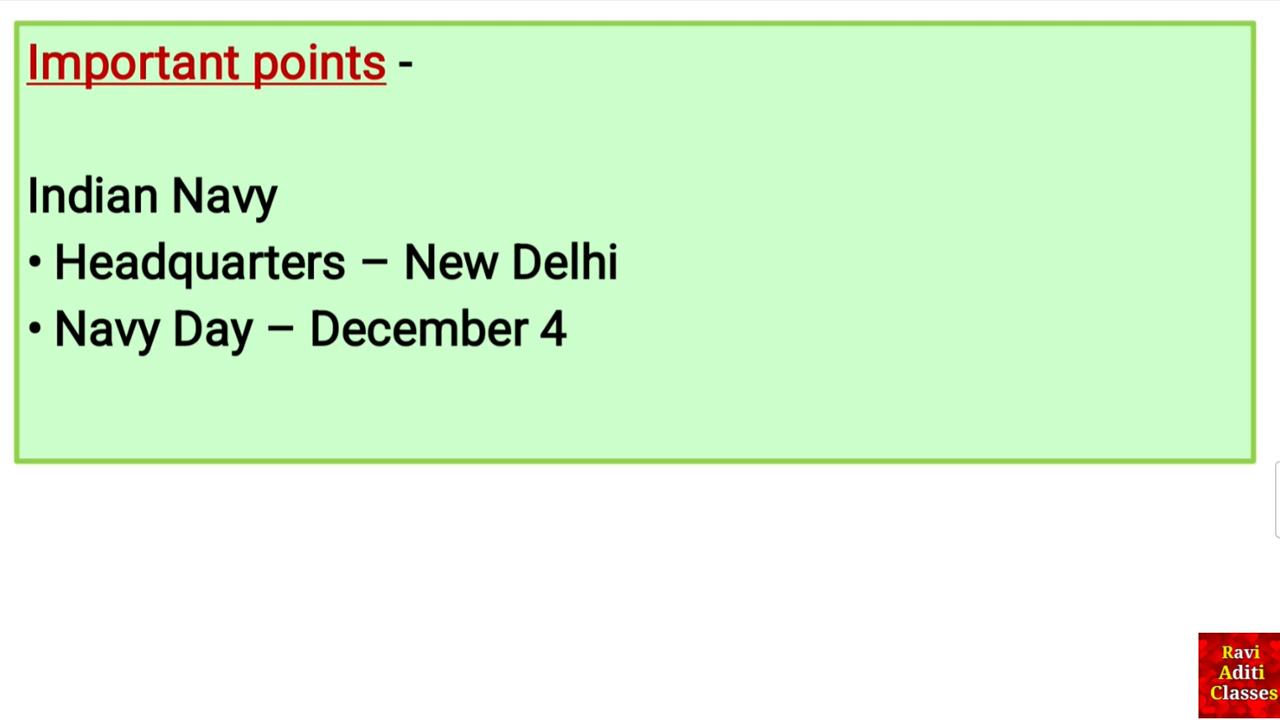 Important points -
Indian Navy
• Headquarters – New Delhi
• Navy Day – December 4
Ravi
Aditi
Classes